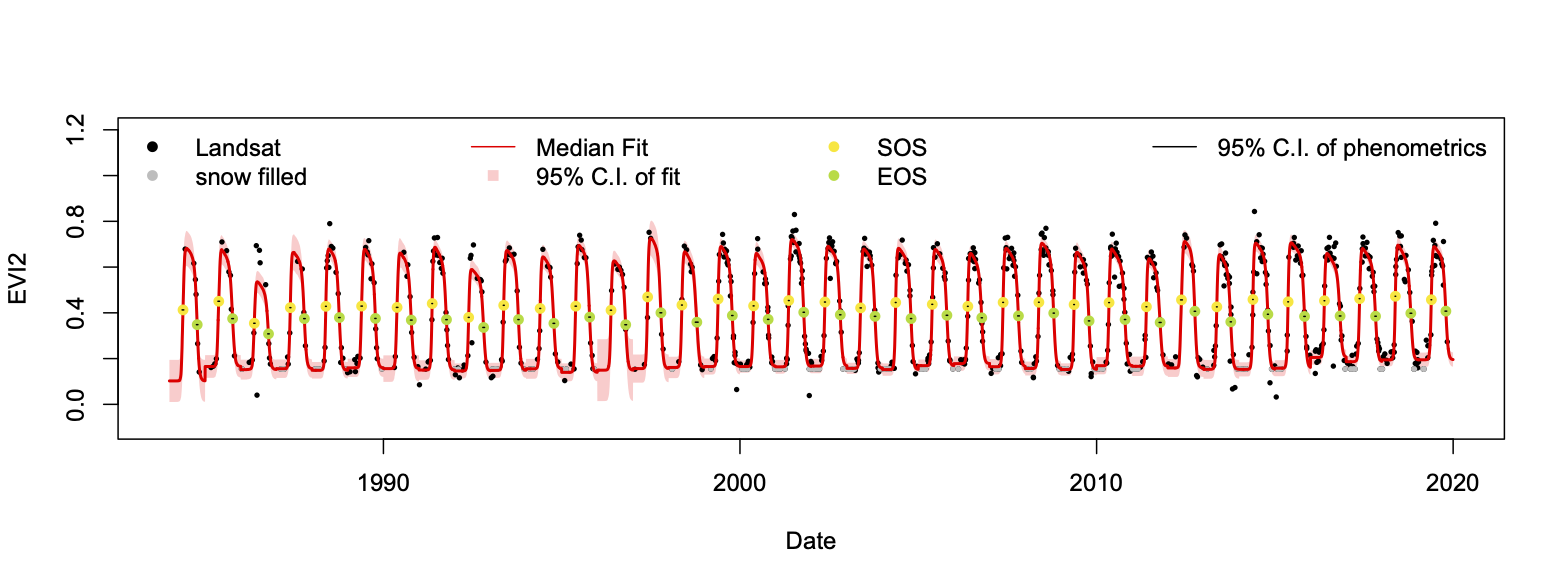 Landsat Median Fit SOS 95% C.I. of phenometrics
snow filled 95% C.I. of fit EOS
EVI2
1.2
0.8
0.4
0.0
1990 2000 2010 2020
Date